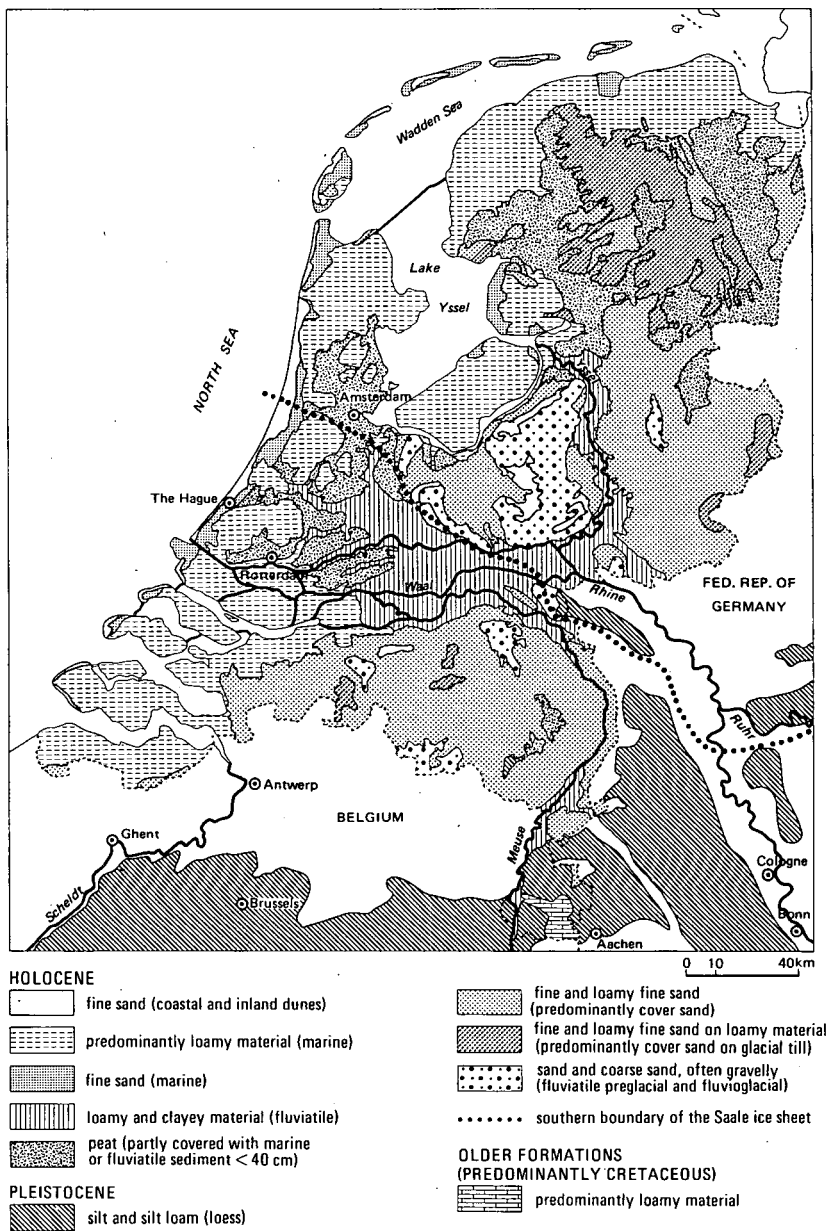 Wadden Sea
Lake
Yssel
NORTH SEA
Amsterdam
The Hague
Rotterdam
Waal
Rhine
FED. REP. OF
GERMANY
Ruhr
Antwerp
BELGIUM
Ghent
Meuse
Scheldt
Brussels
Cologne
Bonn
Aachen
0 10 40km
HOLOCENE
fine sand (coastal and inland dunes)
predominantly loamy material (marine)
fine sand (marine)
loamy and clayey material (fluviatile)
peat (partly covered with marine
or fluviatile sediment < 40 cm)
PLEISTOCENE
silt and silt loam (loess)
fine and loamy fine sand
(predominantly cover sand)
fine and loamy fine sand on loamy material
(predominantly cover sand on glacial till)
sand and coarse sand, often gravelly
(fluviatile preglacial and fluvioglacial)
southern boundary of the Saale ice sheet
OLDER FORMATIONS
(PREDOMINANTLY CRETACEOUS)
predominantly loamy material